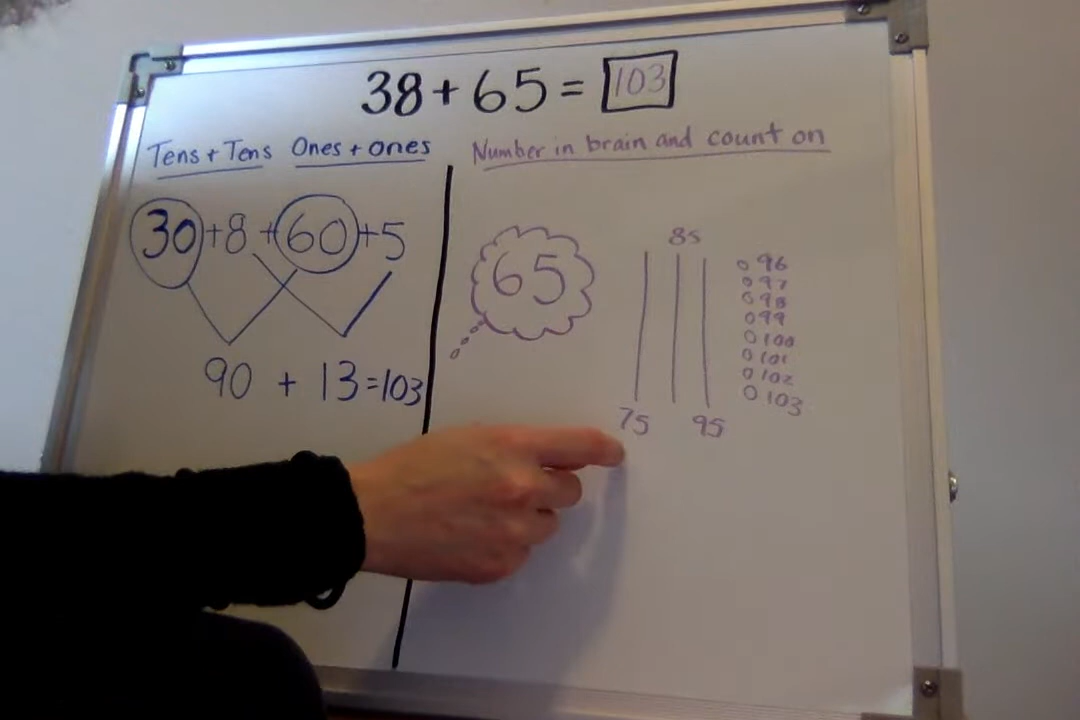 38 + 65 = 103
Tens + Tens Ones + ones
30 + 8 + 60 + 5
90 + 13 = 103
Number in brain and count on
65
85
75 95
96
97
98
99
100
101
102
103